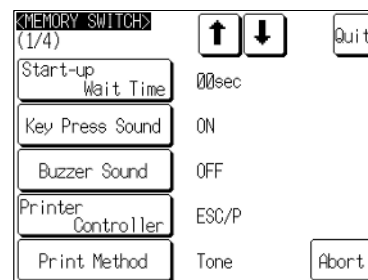 <MEMORY SWITCH>
(1/4)
Quit
Start-up
Wait Time
00sec
Key Press Sound
ON
Buzzer Sound
OFF
Printer
Controller
ESC/P
Print Method
Tone
Abort